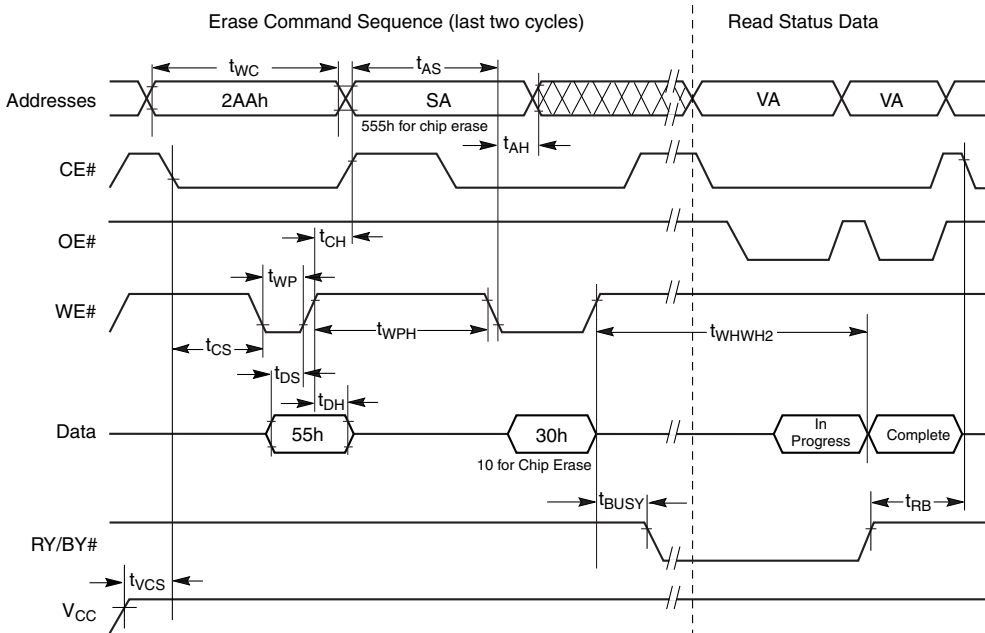 Erase Command Sequence (last two cycles)
Read Status Data
tWC
tAS
Addresses
2AAh
SA
VA
VA
555h for chip erase
tAH
CE#
OE#
tCH
tWP
WE#
tWPH
tWHWH2
tCS
tDS
tDH
Data
55h
30h
In
Progress
Complete
10 for Chip Erase
tBUSY
tRB
RY/BY#
tVCS
VCC